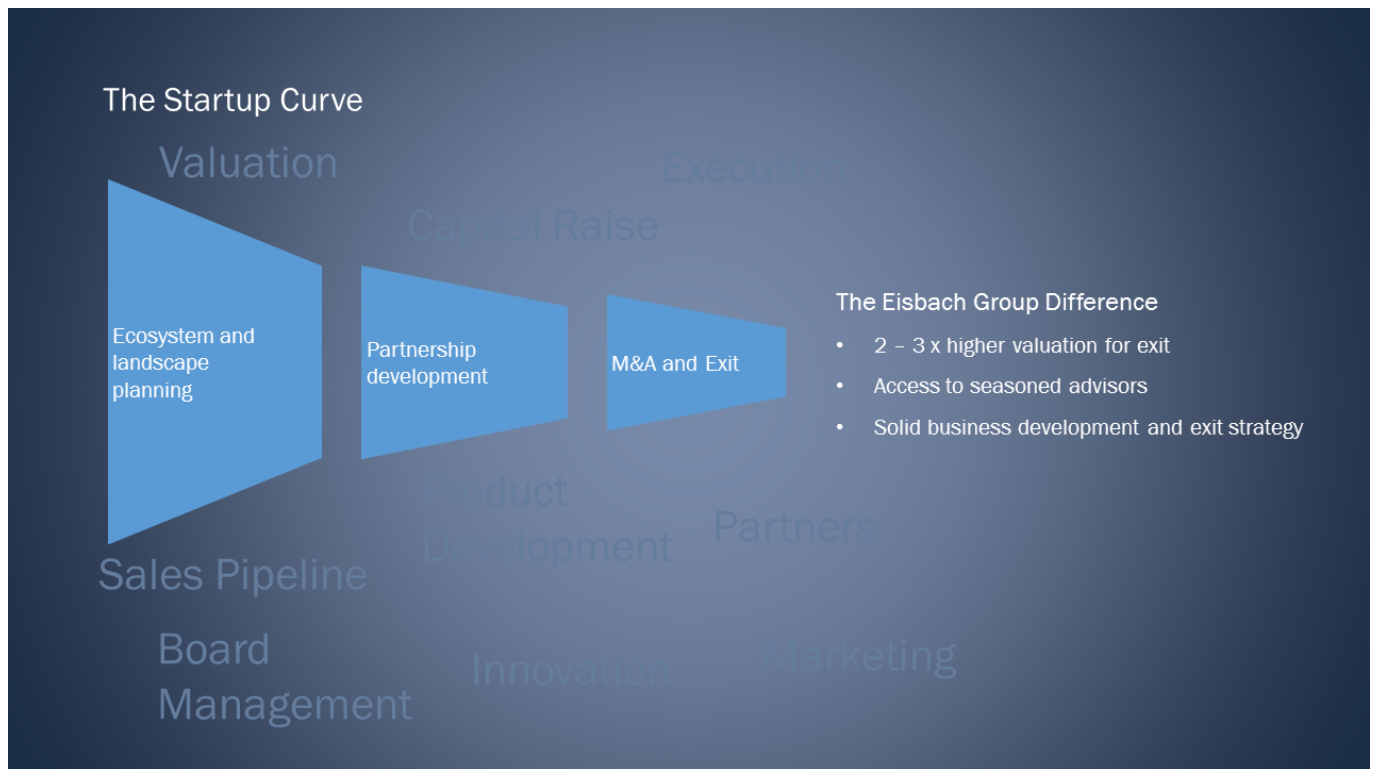 The Startup Curve
Valuation
Execution
Capital Raise
Ecosystem and
landscape
planning
Partnership
development
M&A and Exit
The Eisbach Group Difference
• 2 – 3 x higher valuation for exit
• Access to seasoned advisors
• Solid business development and exit strategy
Product
Development
Partners
Sales Pipeline
Board
Management
Innovation
Marketing